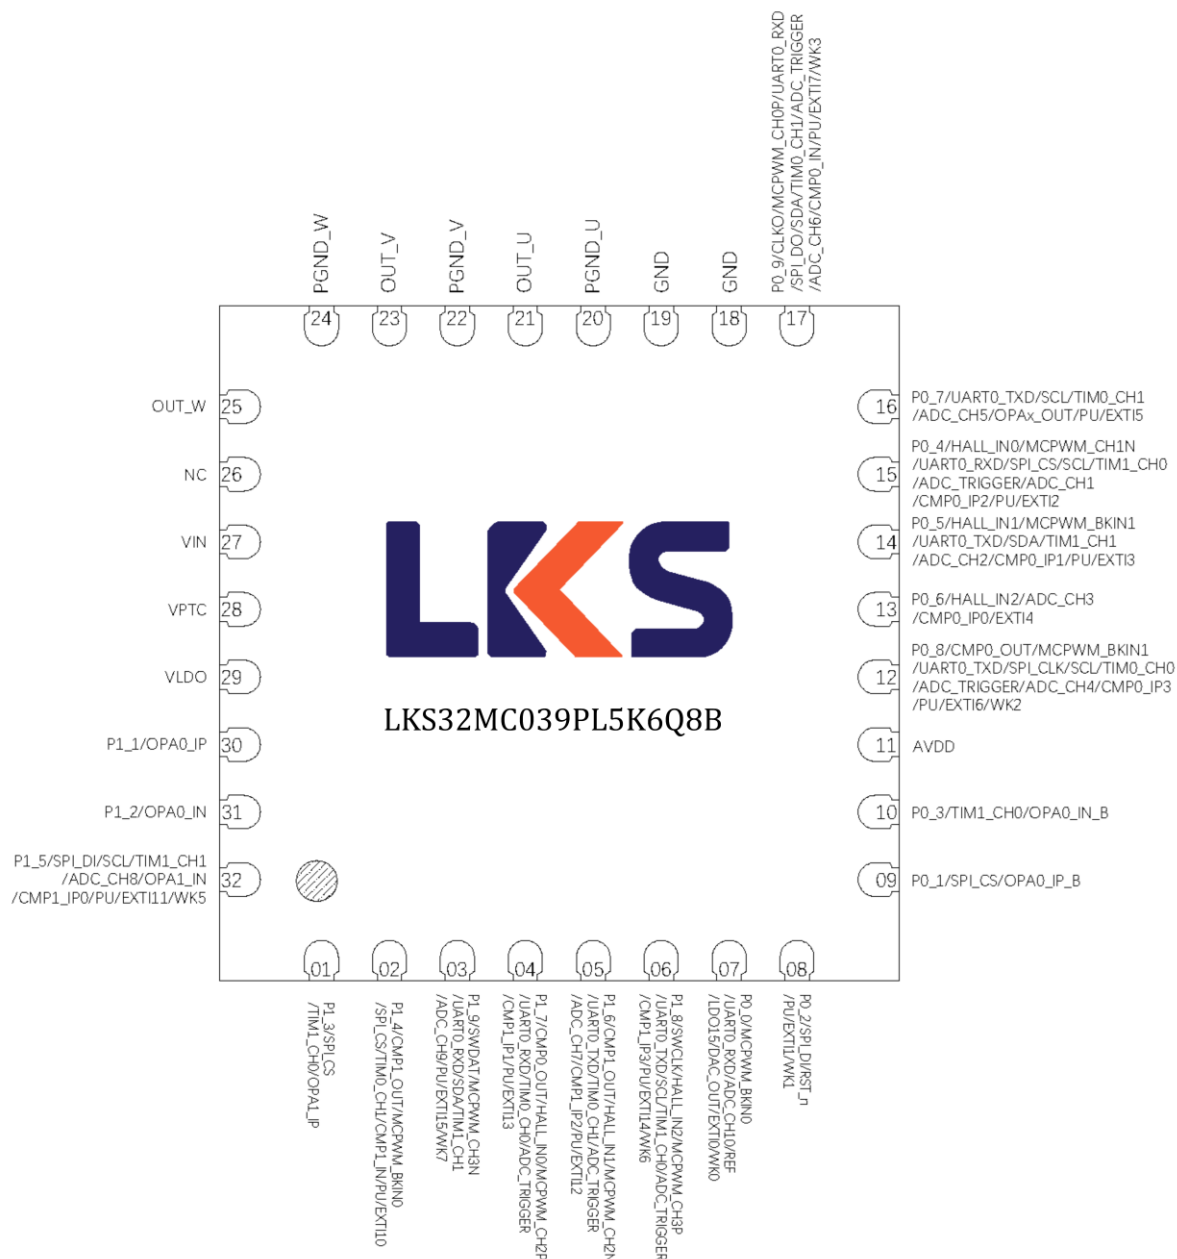 P0_9/CLKO/MCPWM_CH0P/UART0_RXD
/SPI_DO/SDA/TIM0_CH1/ADC_TRIGGER
/ADC_CH6/CMP0_IN/PU/EXTI7/WK3
PGND_W
OUT_V
PGND_V
OUT_U
PGND_U
GND
GND
24
23
22
21
20
19
18
17
OUT_W 25
NC 26
VIN 27
VPTC 28
VLDO 29
P1_1/OPA0_IP 30
P1_2/OPA0_IN 31
P1_5/SPI_DI/SCL/TIM1_CH1
/ADC_CH8/OPA1_IN 32
/CMP1_IP0/PU/EXTI11/WK5
LKS
LKS32MC039PL5K6Q8B
P0_7/UART0_TXD/SCL/TIM0_CH1
16 /ADC_CH5/OPAx_OUT/PU/EXTI5
P0_4/HALL_IN0/MCPWM_CH1N
15 /UART0_RXD/SPI_CS/SCL/TIM1_CH0
/ADC_TRIGGER/ADC_CH1
/CMP0_IP2/PU/EXTI2
P0_5/HALL_IN1/MCPWM_BKIN1
14 /UART0_TXD/SDA/TIM1_CH1
/ADC_CH2/CMP0_IP1/PU/EXTI3
13 P0_6/HALL_IN2/ADC_CH3
/CMP0_IP0/EXTI4
P0_8/CMP0_OUT/MCPWM_BKIN1
12 /UART0_TXD/SPI_CLK/SCL/TIM0_CH0
/ADC_TRIGGER/ADC_CH4/CMP0_IP3
/PU/EXTI6/WK2
11 AVDD
10 P0_3/TIM1_CH0/OPA0_IN_B
09 P0_1/SPI_CS/OPA0_IP_B
01
02
03
04
05
06
07
08
P1_3/SPI_CS
/TIM1_CH0/OPA1_IP
P1_4/CMP1_OUT/MCPWM_BKIN0
/SPI_CS/TIM0_CH1/CMP1_IN/PU/EXTI10
P1_9/SWDAT/MCPWM_CH3N
/UART0_RXD/SDA/TIM1_CH1
/ADC_CH9/PU/EXTI15/WK7
P1_7/CMP0_OUT/HALL_IN0/MCPWM_CH2P
/UART0_RXD/TIM0_CH0/ADC_TRIGGER
/CMP1_IP1/PU/EXTI13
P1_6/CMP1_OUT/HALL_IN1/MCPWM_CH2N
/UART0_TXD/TIM0_CH1/ADC_TRIGGER
/ADC_CH7/CMP1_IP2/PU/EXTI12
P1_8/SWCLK/HALL_IN2/MCPWM_CH3P
/UART0_TXD/SCL/TIM1_CH0/ADC_TRIGGER
/CMP1_IP3/PU/EXTI14/WK6
P0_0/MCPWM_BKIN0
/UART0_RXD/ADC_CH10/REF
/LDO15/DAC_OUT/EXTI0/WK0
P0_2/SPI_DI/RST_n
/PU/EXTI1/WK1